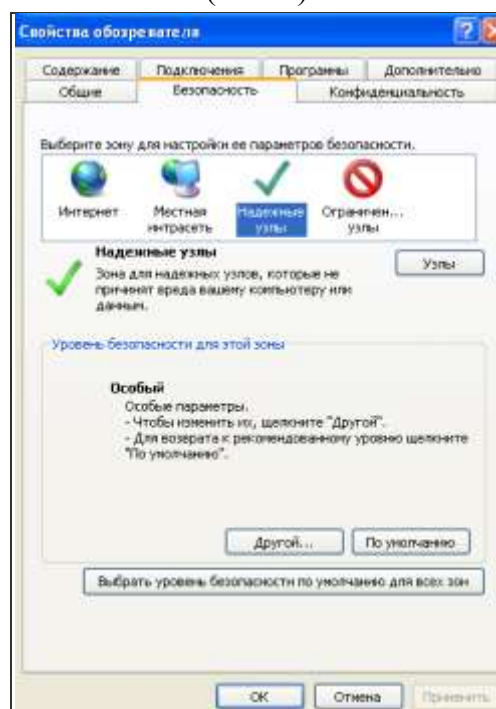 Свойства обозревателя
Содержание Подключения Программы Дополнительно
Общие Безопасность Конфиденциальность
Выберите зону для настройки ее параметров безопасности.
Интернет Местная интрасеть Надежные узлы Ограничен... узлы
Надежные узлы
Узлы
Зона для надежных узлов, которые не
причинят вреда вашему компьютеру или
данным.
Уровень безопасности для этой зоны
Особый
Особые параметры.
- Чтобы изменить их, щелкните "Другой".
- Для возврата к рекомендованному уровню щелкните
"По умолчанию".
Другой... По умолчанию
Выбрать уровень безопасности по умолчанию для всех зон
ОК Отмена Применить